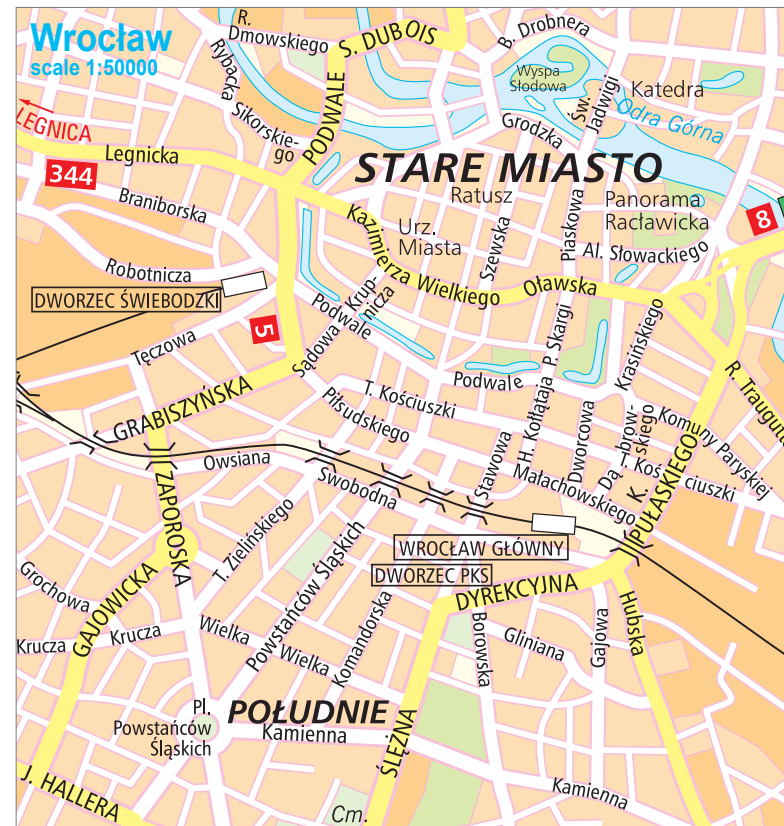 Wrocław
scale 1:50000
R.
Dmowskiego
S. DUBOIS
B. Drobnera
Rybacka
Wyspa
Słodowa
Katedra
Św.
Jadwigi
Odra Górna
LEGNICA
Sikorskie-
go
PODWALE
Grodzka
Legnicka
344
STARE MIASTO
Ratusz
Braniborska
Kazimierza Wielkiego
Urz.
Miasta
Szewska
Piaskowa
Panorama
Racławicka
8
Al. Słowackiego
Robotnicza
DWORZEC ŚWIEBODZKI
Krup-
nicza
Oławska
Podwale
5
Sądowa
P. Skargi
Krasińskiego
Tęczowa
Podwale
R. Traugutta
GRABISZYŃSKA
T. Kościuszki
Piłsudskiego
H. Kołłątaja
Dworcowa
K. Dąbrow-
skiego
Komuny Paryskiej
T. Kościuszki
Owsiana
Stawowa
Małachowskiego
PUŁASKIEGO
Swobodna
ZAPOROSKA
T. Zielińskiego
WROCŁAW GŁÓWNY
DWORZEC PKS
DYREKCYJNA
Powstańców Śląskich
Grochowa
GAJOWICKA
Krucza
Krucza
Wielka
Wielka
Komandorska
Borowska
Gliniana
Gajowa
Hubska
Pl.
Powstańców
Śląskich
POŁUDNIE
Kamienna
ŚLĘŻNA
Kamienna
J. HALLERA
Cm.